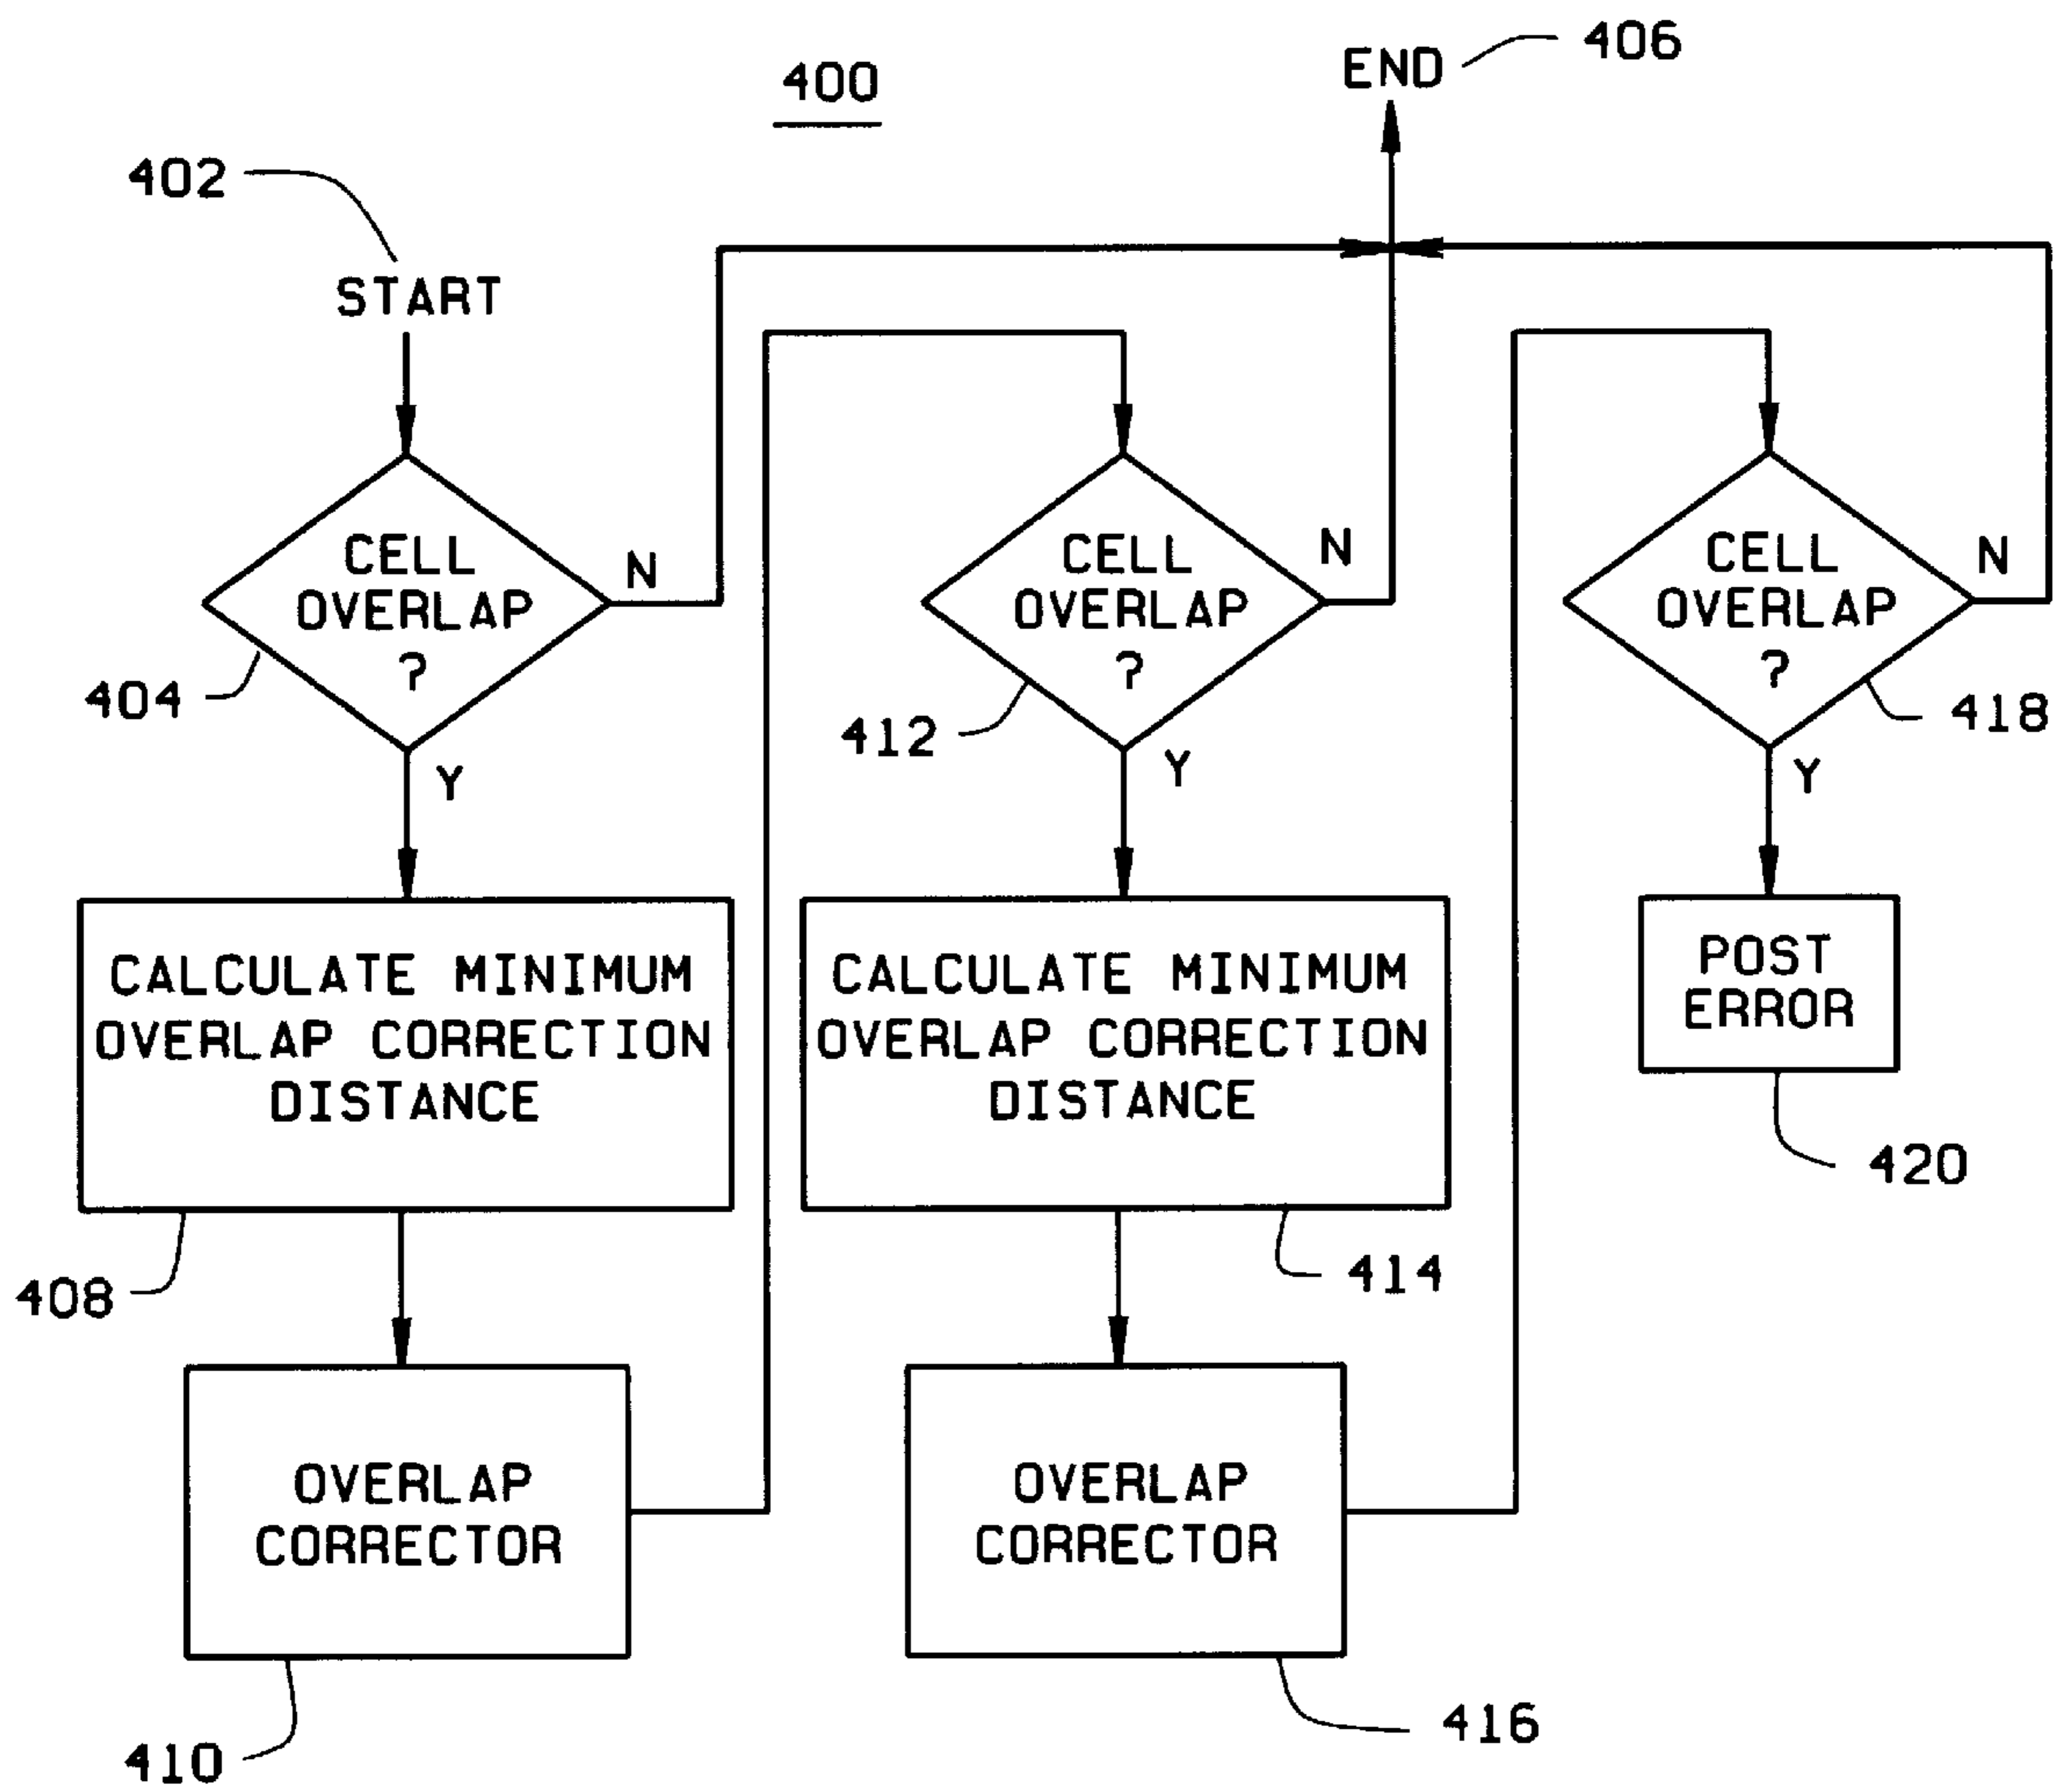 400
END
406
402
START
CELL
OVERLAP
?
N
Y
404
CALCULATE MINIMUM
OVERLAP CORRECTION
DISTANCE
408
OVERLAP
CORRECTOR
410
CELL
OVERLAP
?
N
Y
412
CALCULATE MINIMUM
OVERLAP CORRECTION
DISTANCE
414
OVERLAP
CORRECTOR
416
CELL
OVERLAP
?
N
Y
418
POST
ERROR
420